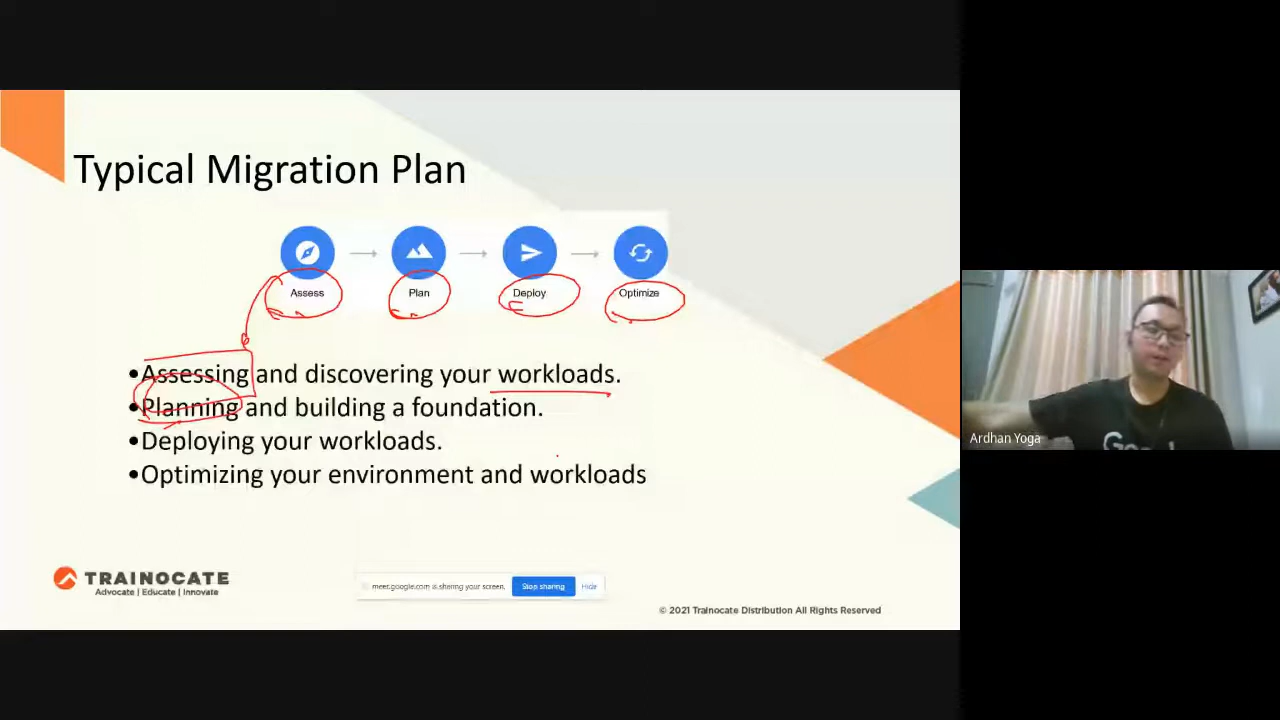 Typical Migration Plan
Assess Plan Deploy Optimize
•Assessing and discovering your workloads.
•Planning and building a foundation.
•Deploying your workloads.
•Optimizing your environment and workloads
TRAINOCATE
Advocate | Educate | Innovate
meet.google.com is sharing your screen. Stop sharing Hide
© 2021 Trainocate Distribution All Rights Reserved
Ardhan Yoga